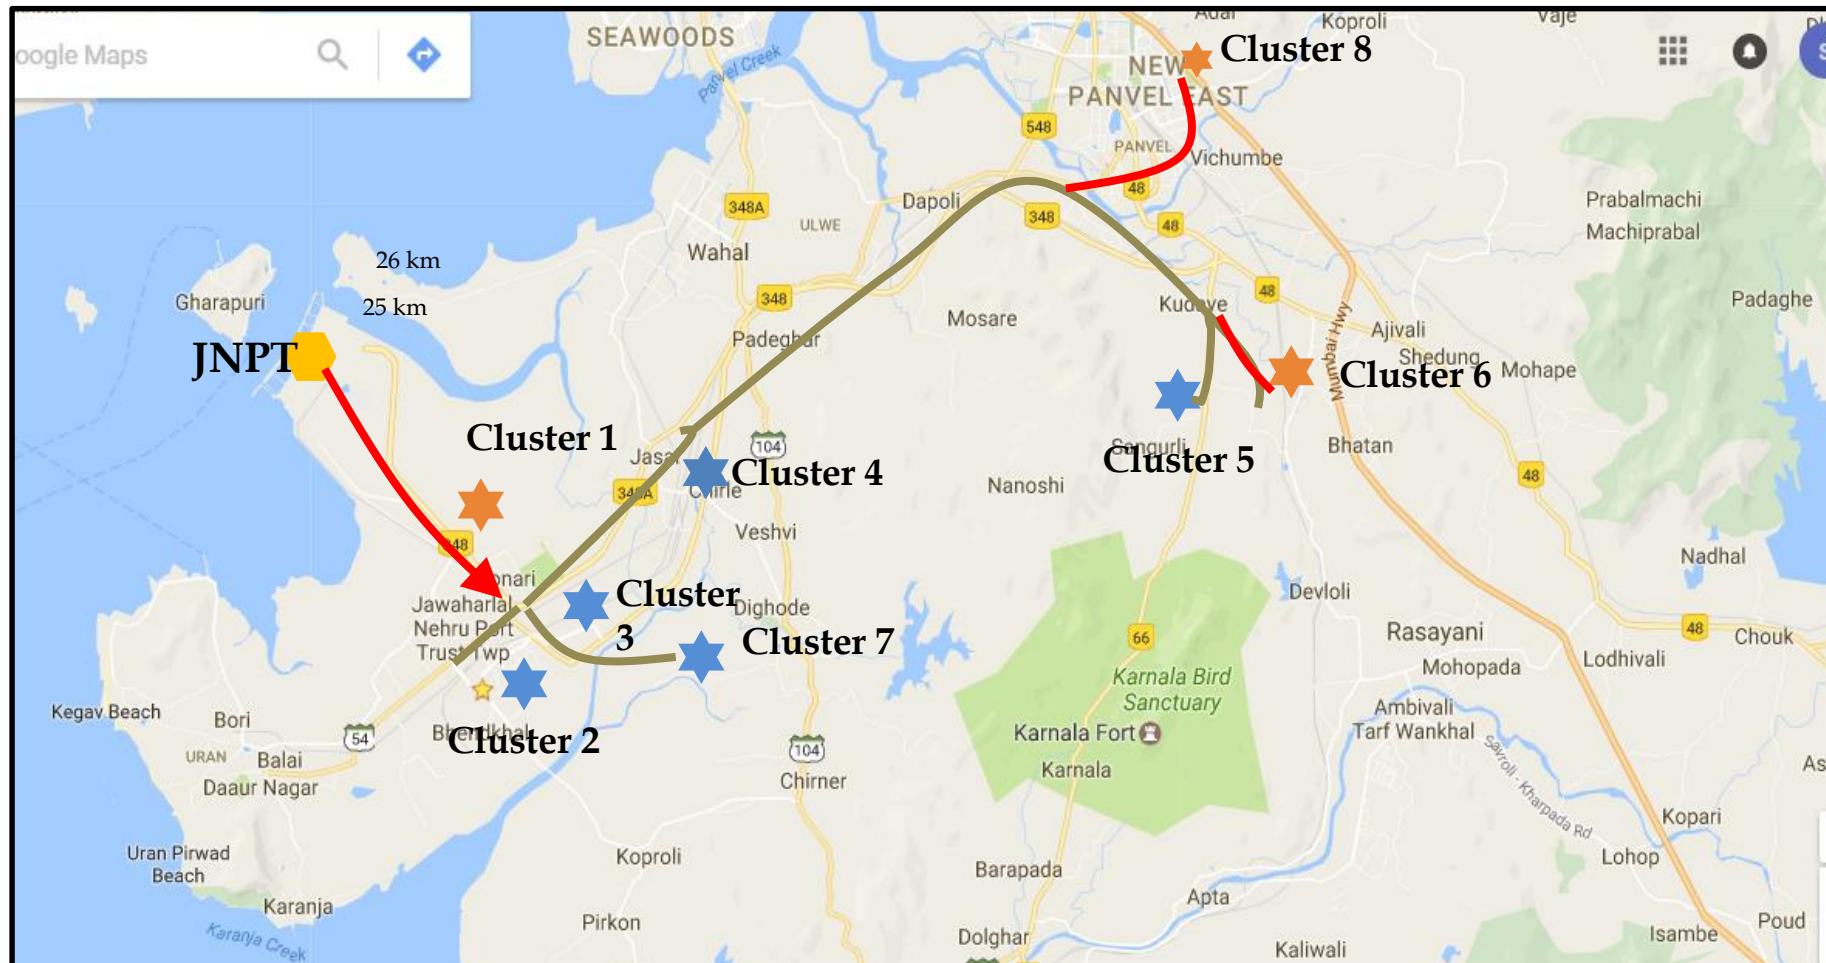 Adai
Koproli
Vaje
oogle Maps
SEAWOODS
Cluster 8
S
NEW
PANVEL EAST
Panvel Creek
548
PANVEL
Vichumbe
48
Dapoli
348A
348
48
Prabalmachi
Machiprabal
ULWE
Wahal
26 km
Gharapuri
25 km
348
Kudave
48
Padaghe
Mosare
Ajivali
Padeghar
JNPT
Mumbai Hwy
Shedung
Mohape
Cluster 6
Cluster 1
104
Jasai
Sangurli
Cluster 5
Bhatan
Cluster 4
348A
Chirle
Nanoshi
48
Veshvi
348
Nadhal
onari
Jawaharlal
Nehru Port
Trust Twp
Cluster
3
Dighode
Devloli
Cluster 7
66
Rasayani
48
Chouk
Mohopada
Lodhivali
Karnala Bird
Sanctuary
Kegav Beach
Bori
54
Bhendkhal
Cluster 2
Ambivali
Tarf Wankhal
Karnala Fort
URAN
Balai
104
Karnala
Savroli - Kharpada Rd
As
Daaur Nagar
Chirner
Kopari
Uran Pirwad
Beach
Koproli
Lohop
Barapada
Apta
Karanja
Pirkon
Poud
Karanja Creek
Dolghar
Isambe
Kaliwali